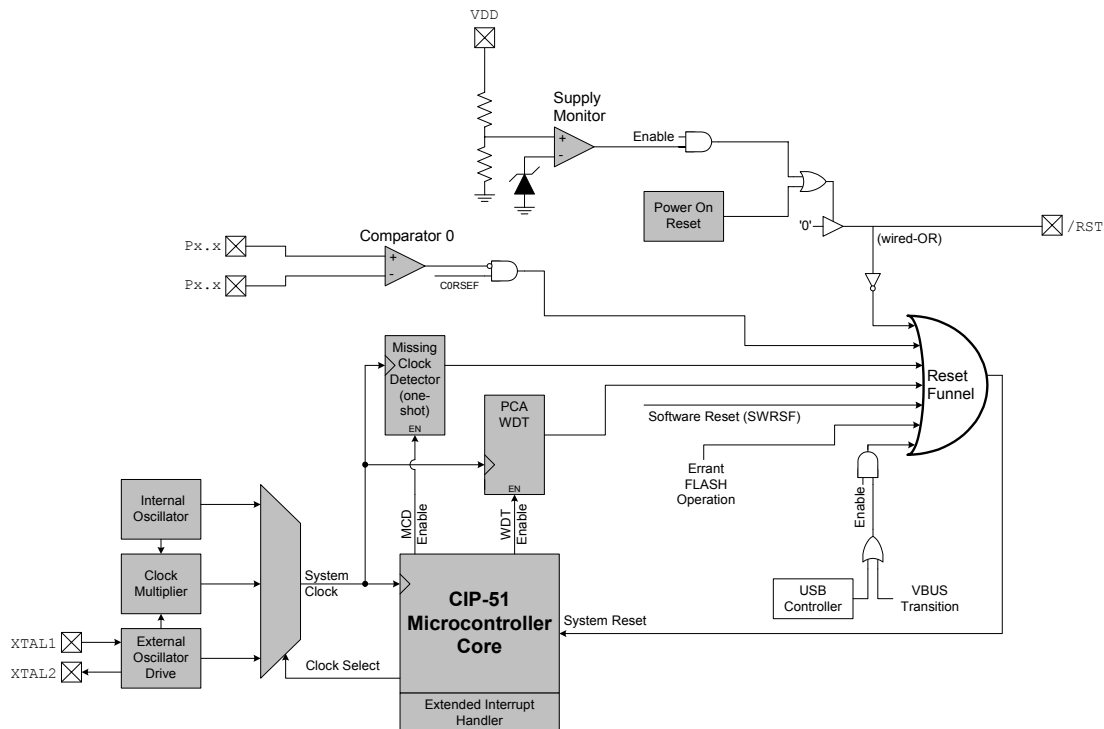 VDD
Supply
Monitor
+
-
Enable
Power On
Reset
'0'
(wired-OR)
/RST
Px.x
Px.x
Comparator 0
+
-
C0RSEF
Missing
Clock
Detector
(one-
shot)
EN
PCA
WDT
EN
Reset
Funnel
Software Reset (SWRSF)
Errant
FLASH
Operation
Enable
USB
Controller
VBUS
Transition
Internal
Oscillator
Clock
Multiplier
External
Oscillator
Drive
XTAL1
XTAL2
System
Clock
Clock Select
MCD
Enable
WDT
Enable
CIP-51
Microcontroller
Core
System Reset
Extended Interrupt
Handler